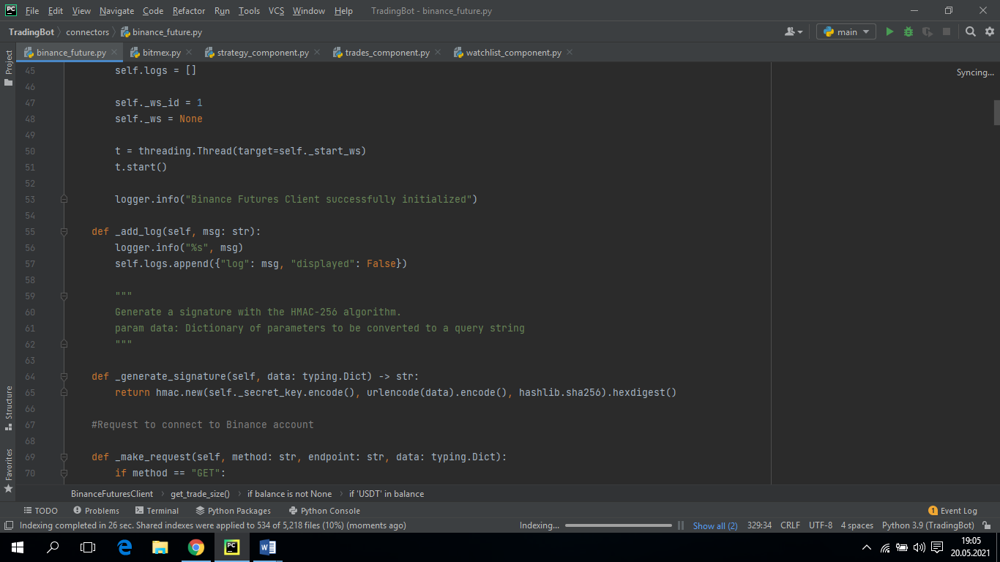 PC File Edit View Navigate Code Refactor Run Tools VCS Window Help TradingBot - binance_future.py
TradingBot connectors binance_future.py main
binance_future.py bitmex.py strategy_component.py trades_component.py watchlist_component.py
Project
Structure
Favorites
Syncing...
45 self.logs = []
46
47 self._ws_id = 1
48 self._ws = None
49
50 t = threading.Thread(target=self._start_ws)
51 t.start()
52
53 logger.info("Binance Futures Client successfully initialized")
54
55 def _add_log(self, msg: str):
56 logger.info("%s", msg)
57 self.logs.append({"log": msg, "displayed": False})
58
59 """
60 Generate a signature with the HMAC-256 algorithm.
61 param data: Dictionary of parameters to be converted to a query string
62 """
63
64 def _generate_signature(self, data: typing.Dict) -> str:
65 return hmac.new(self._secret_key.encode(), urlencode(data).encode(), hashlib.sha256).hexdigest()
66
67 #Request to connect to Binance account
68
69 def _make_request(self, method: str, endpoint: str, data: typing.Dict):
70 if method == "GET":
BinanceFuturesClient get_trade_size() if balance is not None if 'USDT' in balance
TODO Problems Terminal Python Packages Python Console 1 Event Log
Indexing completed in 26 sec. Shared indexes were applied to 534 of 5,218 files (10%) (moments ago) Indexing... Show all (2) 329:34 CRLF UTF-8 4 spaces Python 3.9 (TradingBot)
PC W 19:05
20.05.2021